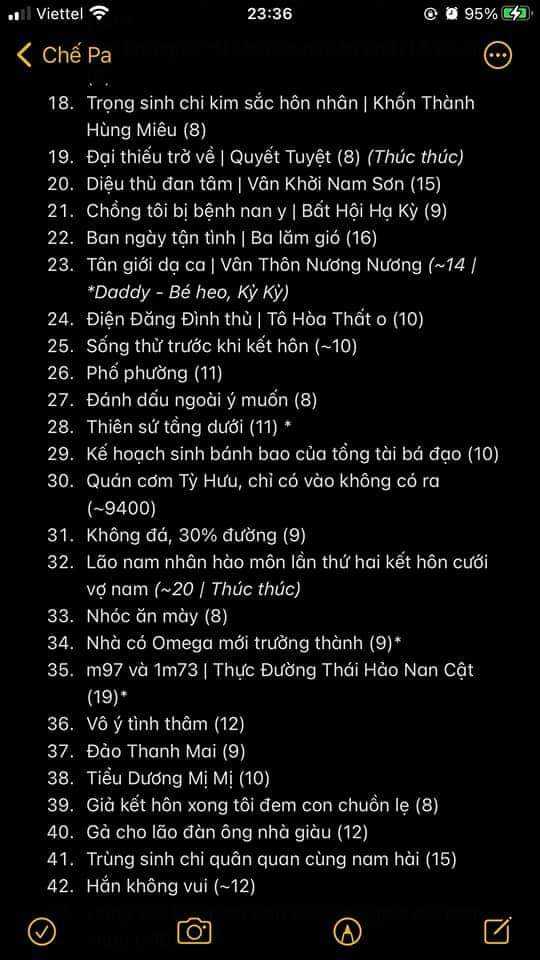 Viettel 23:36 95%
Chế Pa
18. Trọng sinh chi kim sắc hôn nhân | Khốn Thành
Hùng Miêu (8)
19. Đại thiếu trở về | Quyết Tuyệt (8) (Thúc thúc)
20. Diệu thủ đan tâm | Vân Khởi Nam Sơn (15)
21. Chồng tôi bị bệnh nan y | Bất Hội Hạ Kỳ (9)
22. Ban ngày tận tình | Ba lăm gió (16)
23. Tân giới dạ ca | Vân Thôn Nương Nương (~14 |
*Daddy - Bé heo, Kỷ Kỷ)
24. Điện Đăng Đình thủ | Tô Hòa Thất o (10)
25. Sống thử trước khi kết hôn (~10)
26. Phố phường (11)
27. Đánh dấu ngoài ý muốn (8)
28. Thiên sứ tầng dưới (11) *
29. Kế hoạch sinh bánh bao của tổng tài bá đạo (10)
30. Quán cơm Tỳ Hưu, chỉ có vào không có ra
(~9400)
31. Không đá, 30% đường (9)
32. Lão nam nhân hào môn lần thứ hai kết hôn cưới
vợ nam (~20 | Thúc thúc)
33. Nhóc ăn mày (8)
34. Nhà có Omega mới trưởng thành (9)*
35. m97 và 1m73 | Thực Đường Thái Hảo Nan Cật
(19)*
36. Vô ý tình thâm (12)
37. Đảo Thanh Mai (9)
38. Tiểu Dương Mị Mị (10)
39. Giả kết hôn xong tôi đem con chuồn lẹ (8)
40. Gả cho lão đàn ông nhà giàu (12)
41. Trùng sinh chi quân quan cùng nam hài (15)
42. Hắn không vui (~12)